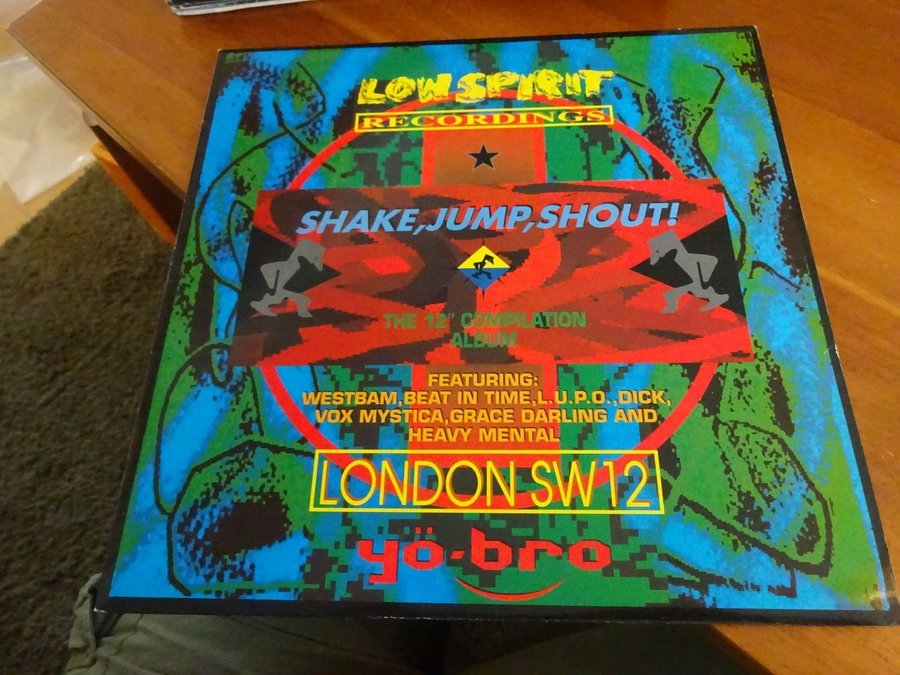 LOW SPIRIT
RECORDINGS
SHAKE,JUMP,SHOUT!
THE 12" COMPILATION
ALBUM
FEATURING:
WESTBAM,BEAT IN TIME,L.U.P.O.,DICK,
VOX MYSTICA,GRACE DARLING AND
HEAVY MENTAL
LONDON SW12
yö-bro